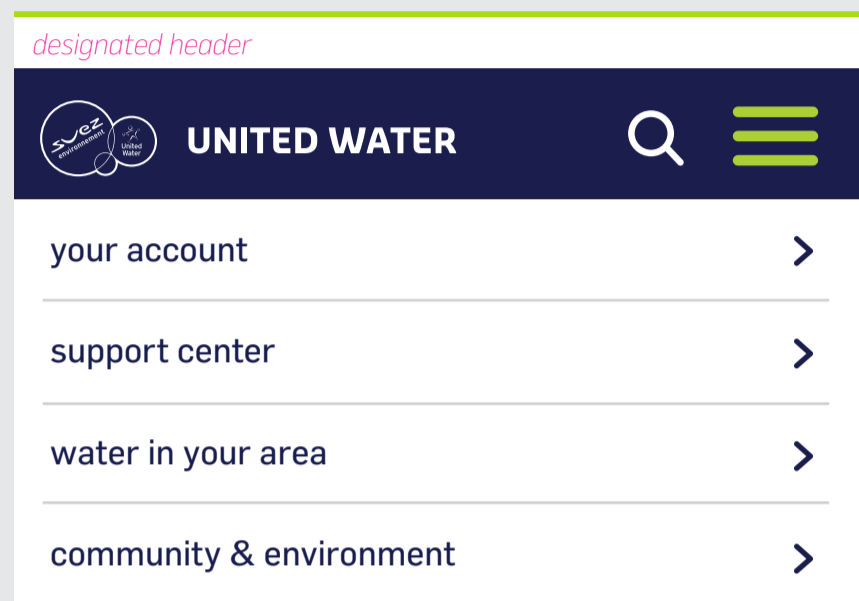 designated header
suez
environnement
United
Water
UNITED WATER
your account
support center
water in your area
community & environment